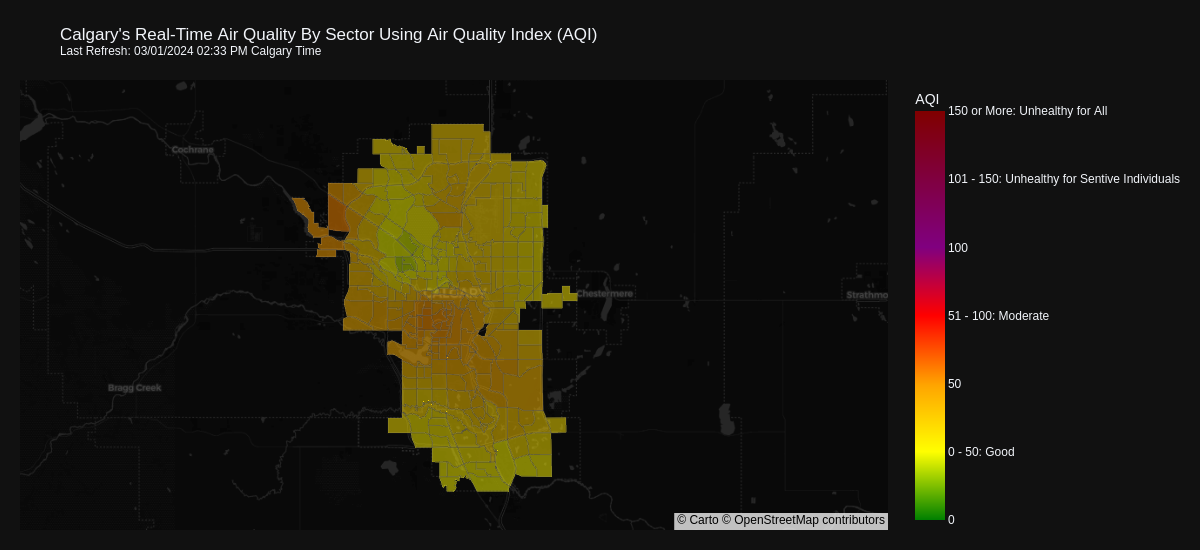 Calgary's Real-Time Air Quality By Sector Using Air Quality Index (AQI)
Last Refresh: 03/01/2024 02:33 PM Calgary Time
AQI
150 or More: Unhealthy for All
Cochrane
101 - 150: Unhealthy for Sentive Individuals
100
CALGARY
Chestermere
Strathmo
51 - 100: Moderate
Bragg Creek
50
0 - 50: Good
© Carto © OpenStreetMap contributors
0